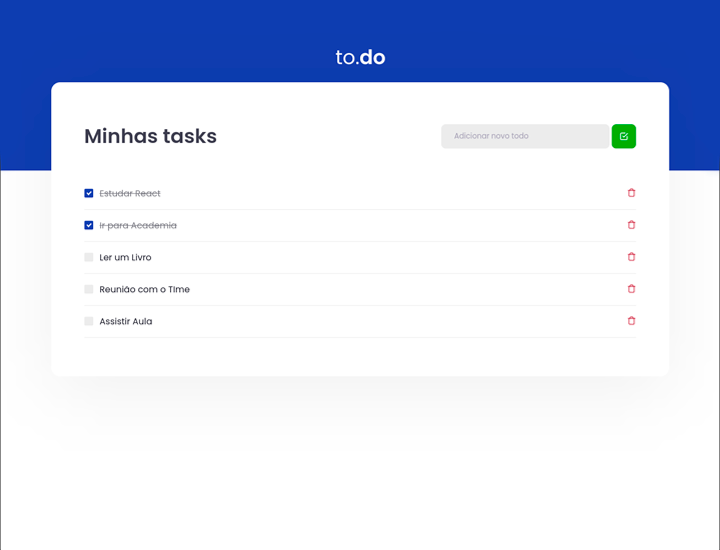 to.do
Minhas tasks
Adicionar novo todo
Estudar React
Ir para Academia
Ler um Livro
Reunião com o TIme
Assistir Aula